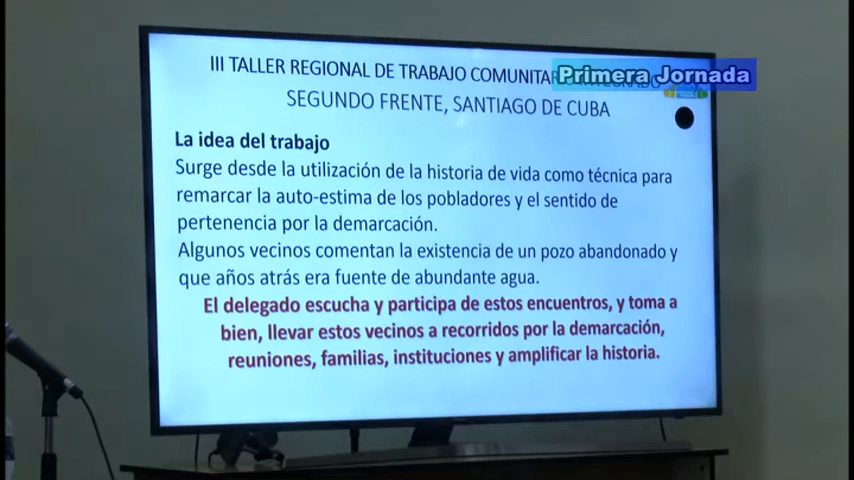 III TALLER REGIONAL DE TRABAJO COMUNITAR
Primera Jornada
SEGUNDO FRENTE, SANTIAGO DE CUBA
La idea del trabajo
Surge desde la utilización de la historia de vida como técnica para
remarcar la auto-estima de los pobladores y el sentido de
pertenencia por la demarcación.
Algunos vecinos comentan la existencia de un pozo abandonado y
que años atrás era fuente de abundante agua.
El delegado escucha y participa de estos encuentros, y toma a
bien, llevar estos vecinos a recorridos por la demarcación,
reuniones, familias, instituciones y amplificar la historia.